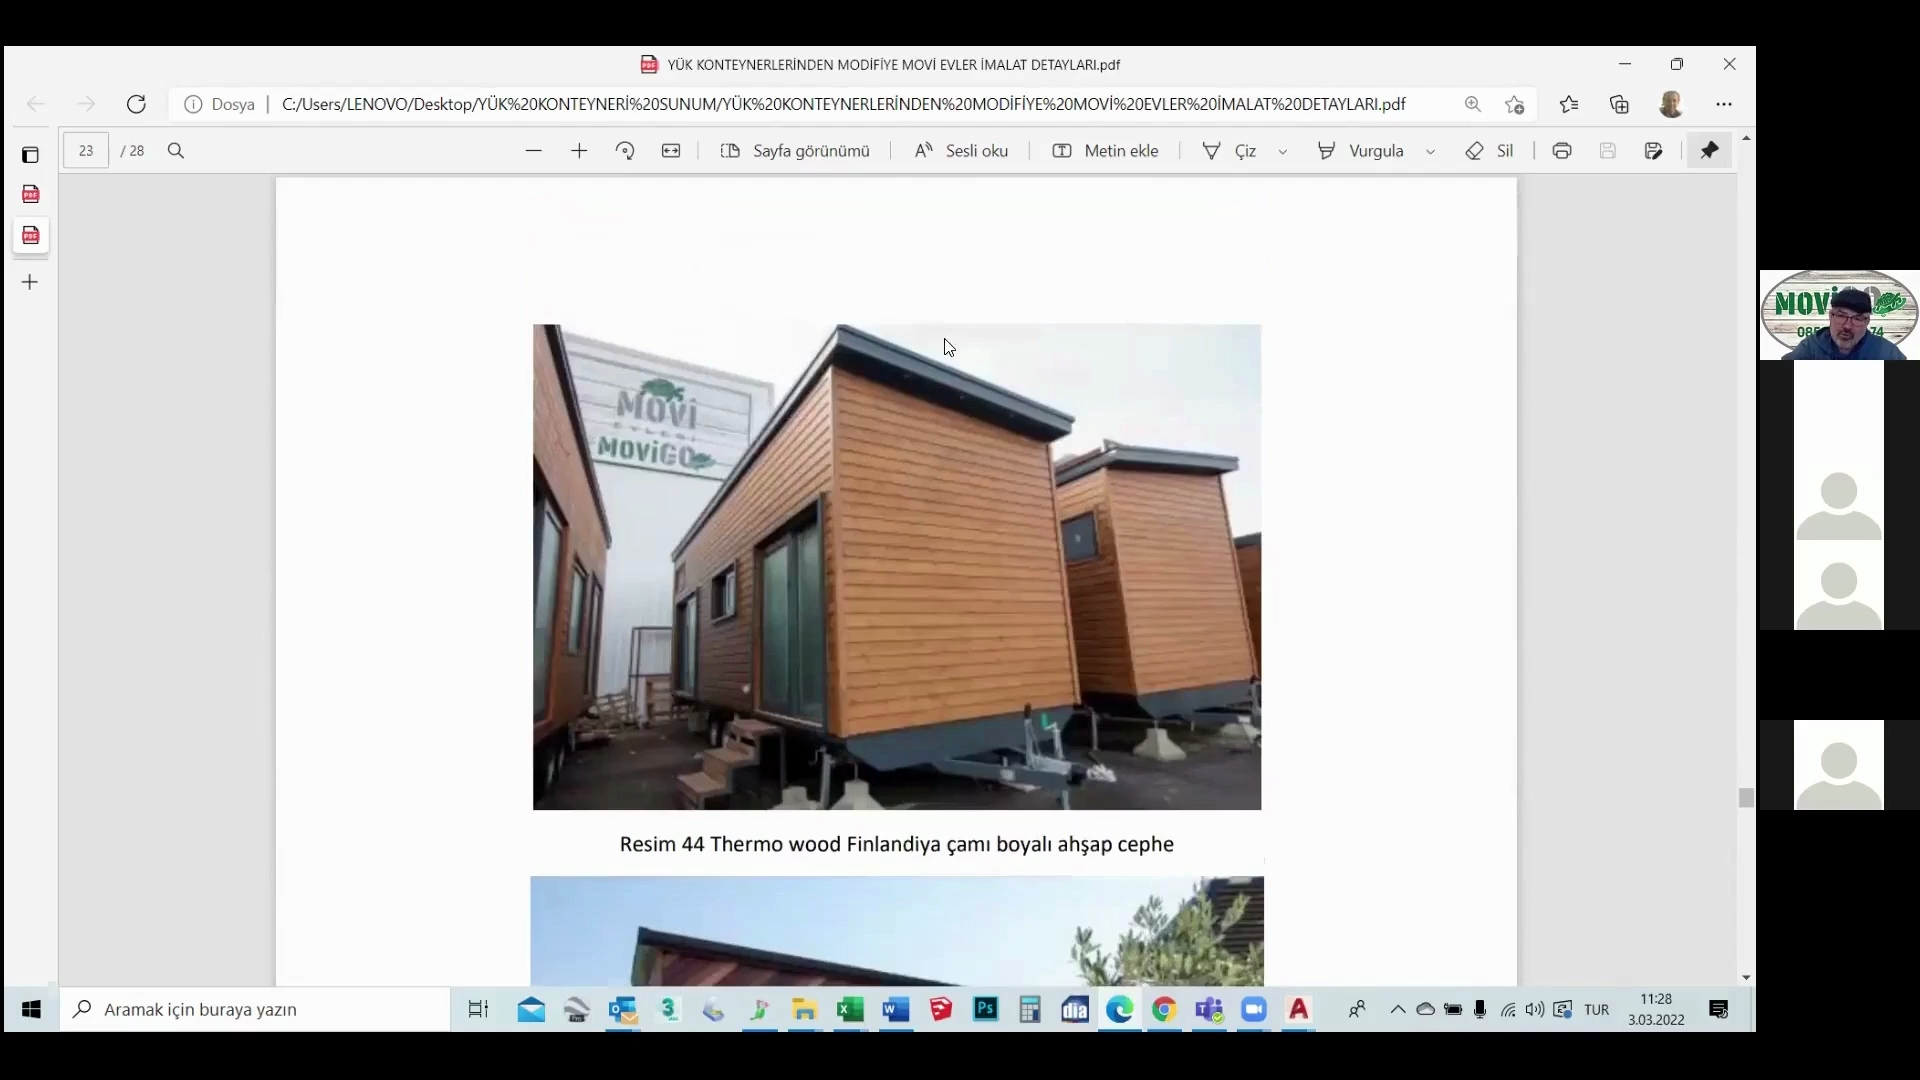 YÜK KONTEYNERLERİNDEN MODİFİYE MOVİ EVLER İMALAT DETAYLARI.pdf
Dosya
C:/Users/LENOVO/Desktop/YÜK%20KONTEYNERİ%20SUNUM/YÜK%20KONTEYNERLERİNDEN%20MODİFİYE%20MOVİ%20EVLER%20İMALAT%20DETAYLARI.pdf
23 / 28
Sayfa görünümü
Sesli oku
Metin ekle
Çiz
Vurgula
Sil
MOVİ
MOViGO
Resim 44 Thermo wood Finlandiya çamı boyalı ahşap cephe
Aramak için buraya yazın
TUR
11:28
3.03.2022